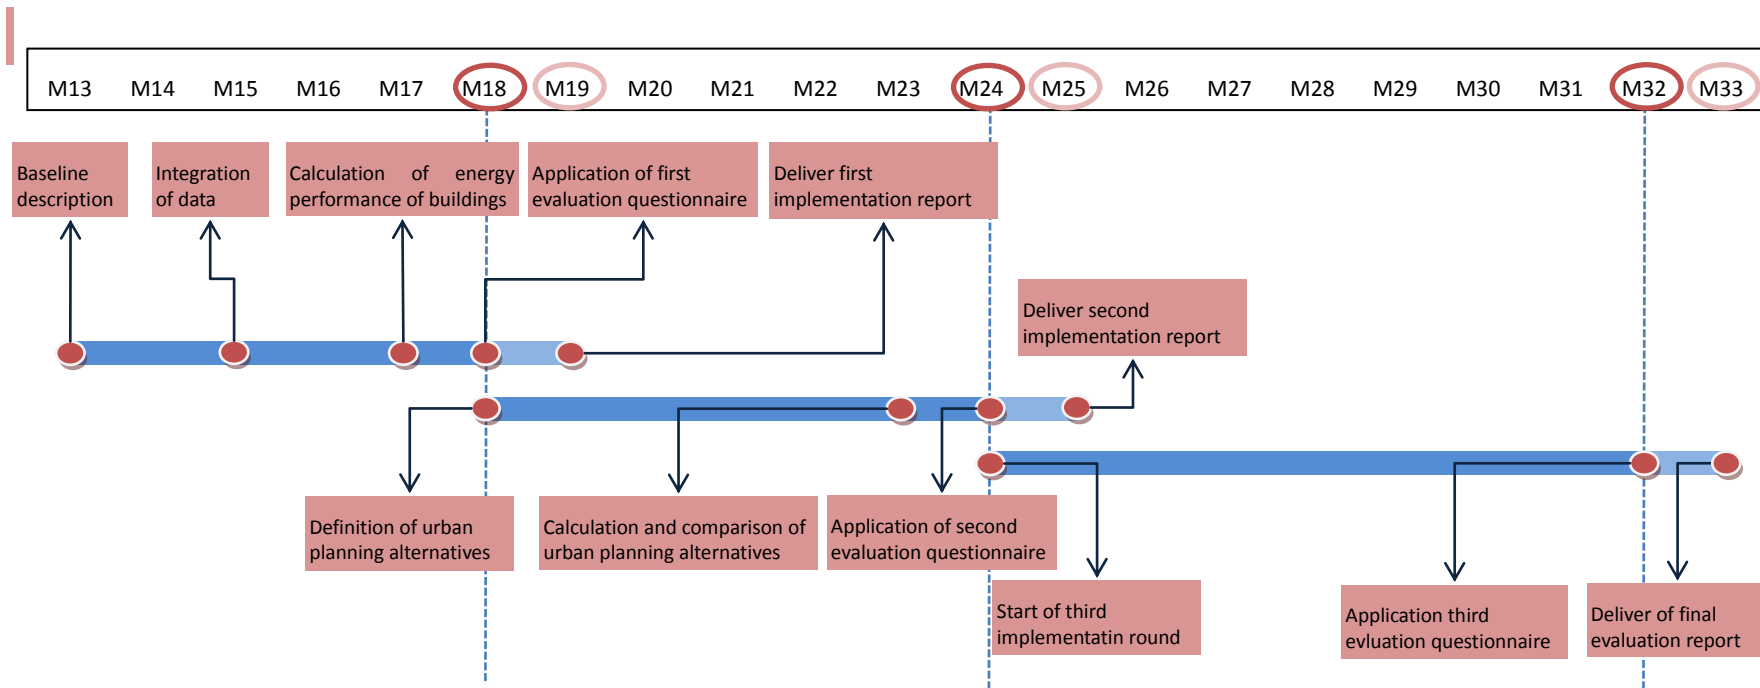 M13 M14 M15 M16 M17 M18 M19 M20 M21 M22 M23 M24 M25 M26 M27 M28 M29 M30 M31 M32 M33
Baseline
description
Integration
of data
Calculation of energy
performance of buildings
Application of first
evaluation questionnaire
Deliver first
implementation report
Deliver second
implementation report
Definition of urban
planning alternatives
Calculation and comparison of
urban planning alternatives
Application of second
evaluation questionnaire
Start of third
implementatin round
Application third
evluation questionnaire
Deliver of final
evaluation report